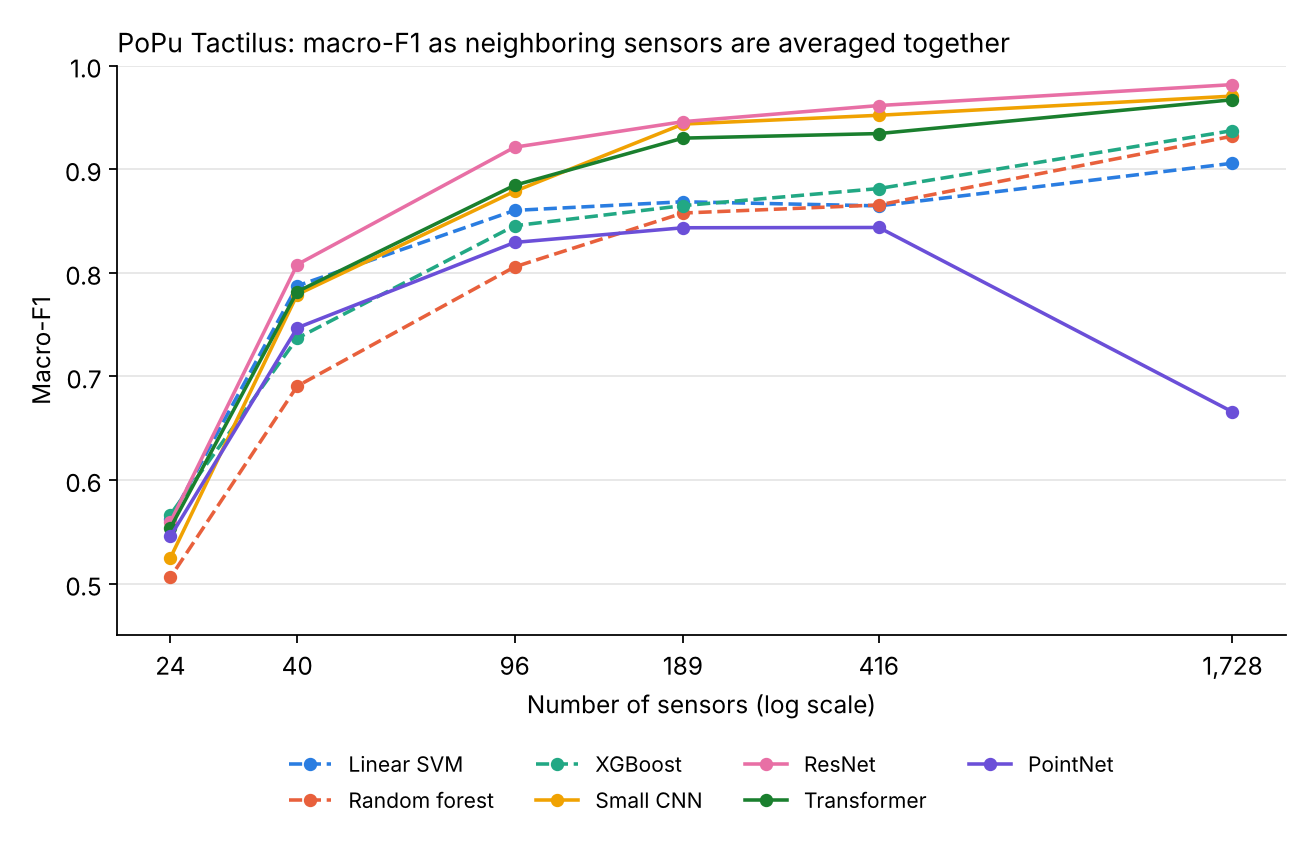 PoPu Tactilus: macro-F1 as neighboring sensors are averaged together
1.0
0.9
0.8
0.7
0.6
0.5
Macro-F1
24 40 96 189 416 1,728
Number of sensors (log scale)
Linear SVM XGBoost ResNet PointNet
Random forest Small CNN Transformer